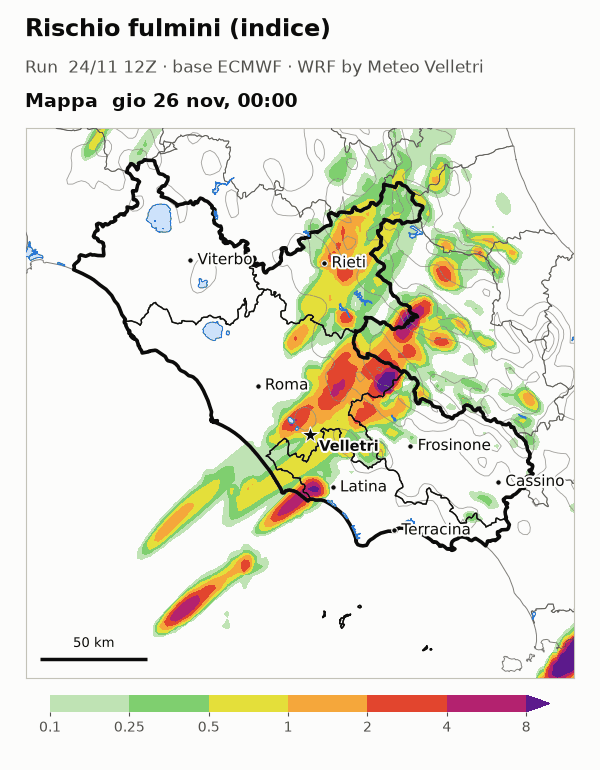 Rischio fulmini (indice)
Run  24/11 12Z · base ECMWF · WRF by Meteo Velletri
Mappa  gio 26 nov, 00:00
Viterbo
Rieti
Roma
Velletri
Frosinone
Latina
Cassino
Terracina
50 km
0.1 0.25 0.5 1 2 4 8